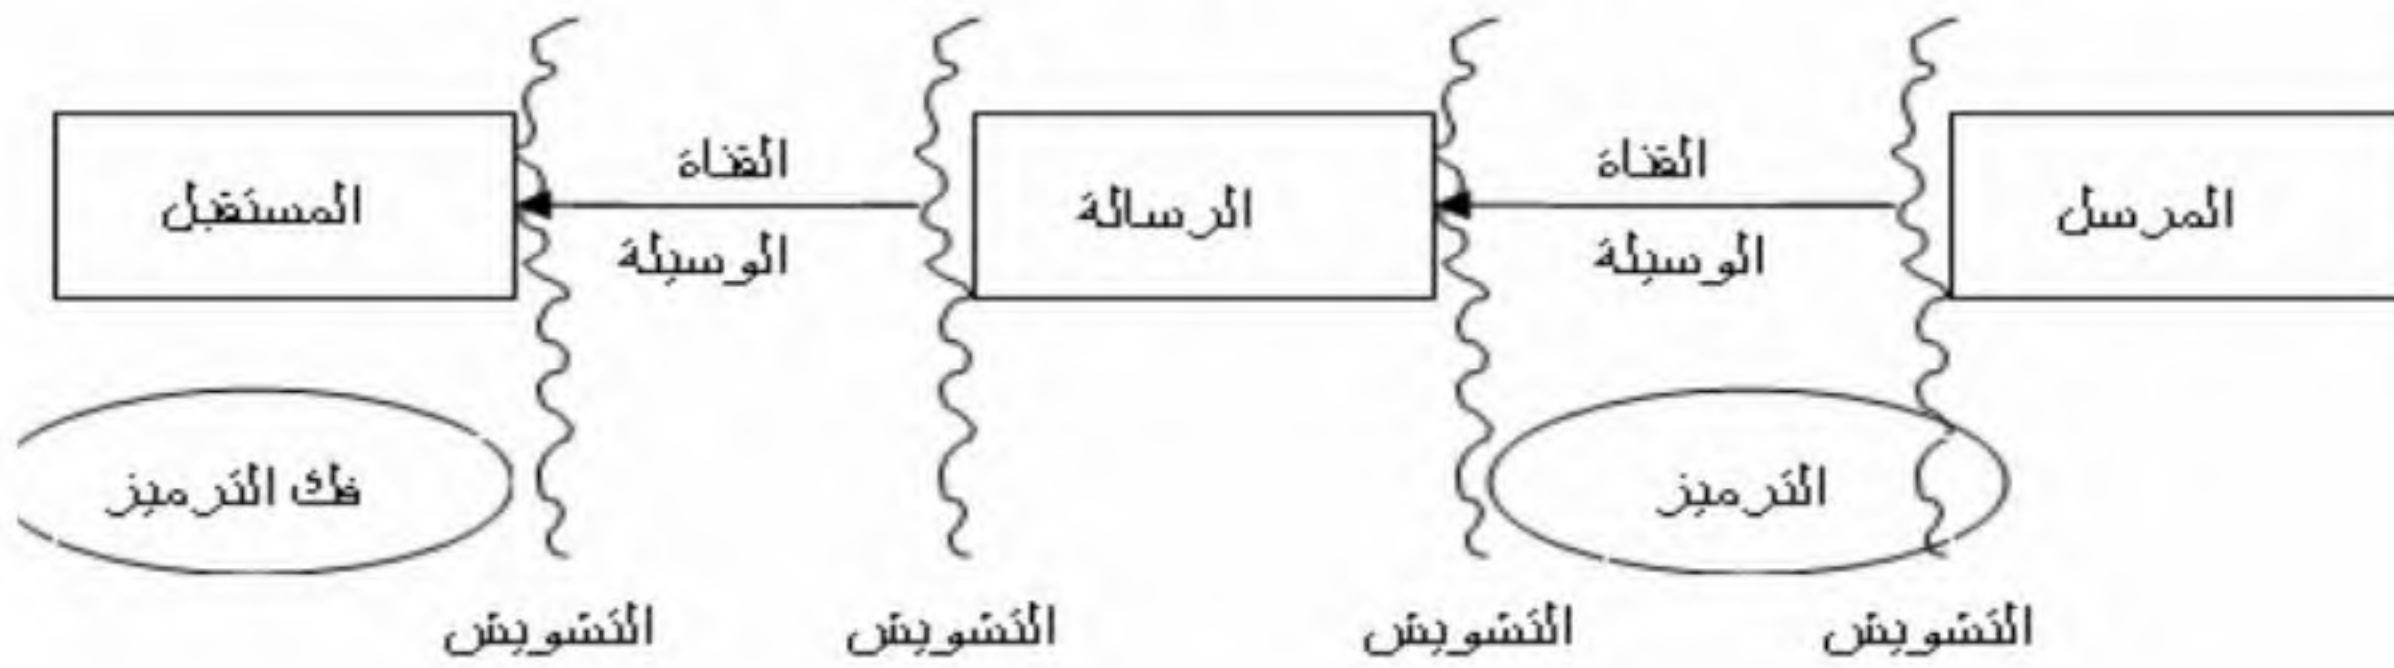 القناة
القناة
المرسل
الرسالة
المستقبل
الوسيلة
الوسيلة
الترميز
فك الترميز
التشويش
التشويش
التشويش
التشويش